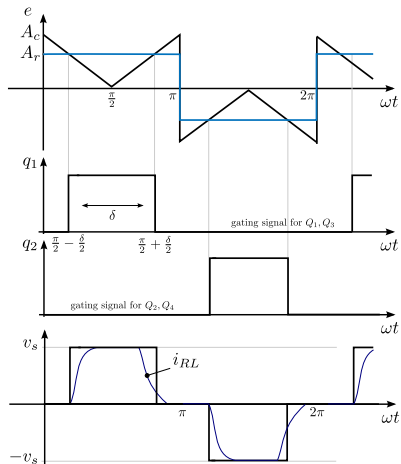 e
A_c
A_r
π/2
π
2π
ωt
q_1
δ
gating signal for Q_1, Q_3
π/2 − δ/2
π/2 + δ/2
ωt
q_2
gating signal for Q_2, Q_4
ωt
v_s
i_RL
π
2π
ωt
−v_s